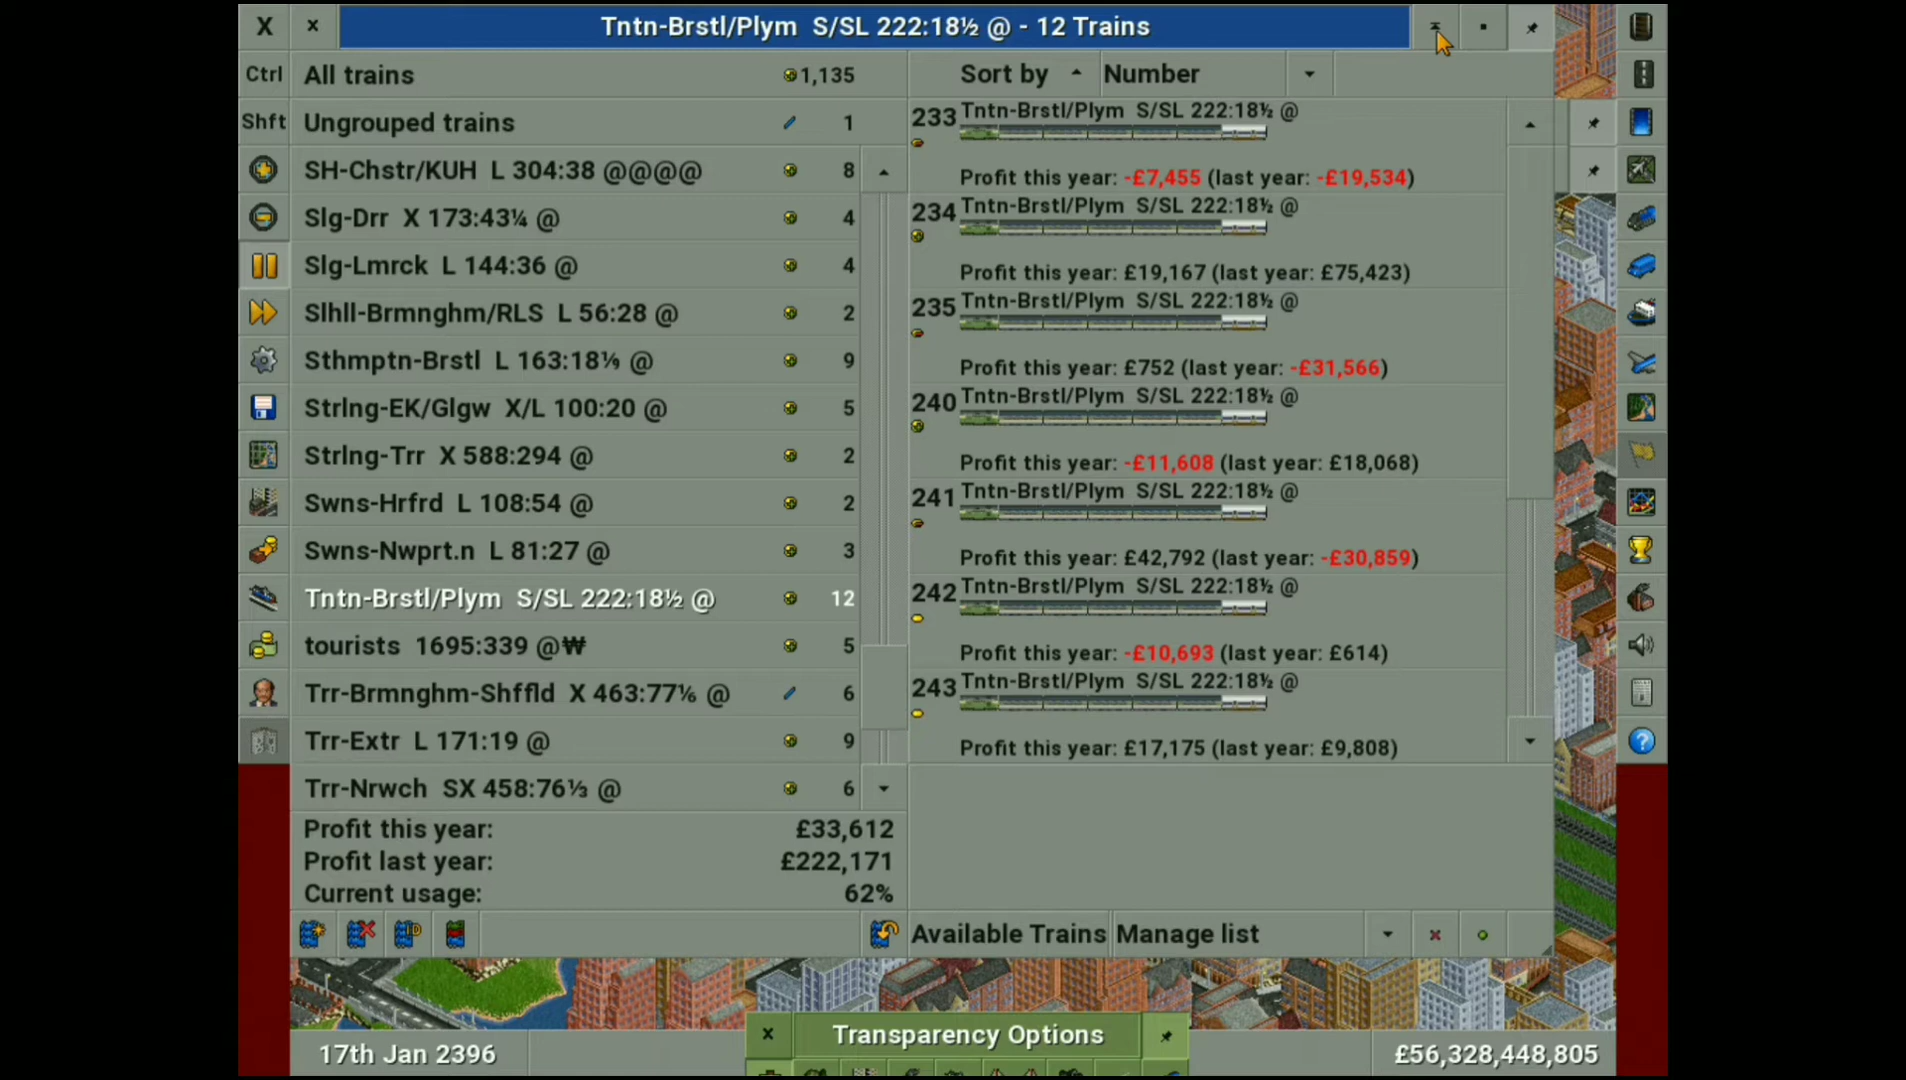 X × Tntn-Brstl/Plym S/SL 222:18½ @ - 12 Trains
Ctrl All trains 1,135
Sort by Number
Shft Ungrouped trains 1
SH-Chstr/KUH L 304:38 @@@@ 8
Slg-Drr X 173:43¼ @ 4
Slg-Lmrck L 144:36 @ 4
Slhll-Brmnghm/RLS L 56:28 @ 2
Sthmptn-Brstl L 163:18⅑ @ 9
Strlng-EK/Glgw X/L 100:20 @ 5
Strlng-Trr X 588:294 @ 2
Swns-Hrfrd L 108:54 @ 2
Swns-Nwprt.n L 81:27 @ 3
Tntn-Brstl/Plym S/SL 222:18½ @ 12
tourists 1695:339 @₩ 5
Trr-Brmnghm-Shffld X 463:77⅙ @ 6
Trr-Extr L 171:19 @ 9
Trr-Nrwch SX 458:76⅓ @ 6
Profit this year: £33,612
Profit last year: £222,171
Current usage: 62%
233 Tntn-Brstl/Plym S/SL 222:18½ @
Profit this year: -£7,455 (last year: -£19,534)
234 Tntn-Brstl/Plym S/SL 222:18½ @
Profit this year: £19,167 (last year: £75,423)
235 Tntn-Brstl/Plym S/SL 222:18½ @
Profit this year: £752 (last year: -£31,566)
240 Tntn-Brstl/Plym S/SL 222:18½ @
Profit this year: -£11,608 (last year: £18,068)
241 Tntn-Brstl/Plym S/SL 222:18½ @
Profit this year: £42,792 (last year: -£30,859)
242 Tntn-Brstl/Plym S/SL 222:18½ @
Profit this year: -£10,693 (last year: £614)
243 Tntn-Brstl/Plym S/SL 222:18½ @
Profit this year: £17,175 (last year: £9,808)
Available Trains Manage list
Transparency Options
17th Jan 2396
£56,328,448,805